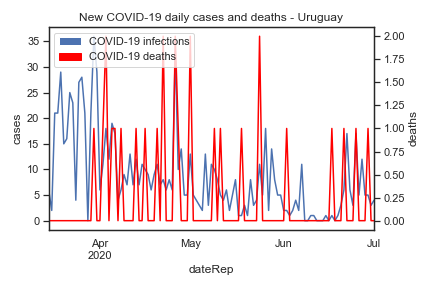 New COVID-19 daily cases and deaths - Uruguay
COVID-19 infections
COVID-19 deaths
35
30
25
20
15
10
5
0
cases
2.00
1.75
1.50
1.25
1.00
0.75
0.50
0.25
0.00
deaths
Apr
2020
May
Jun
Jul
dateRep